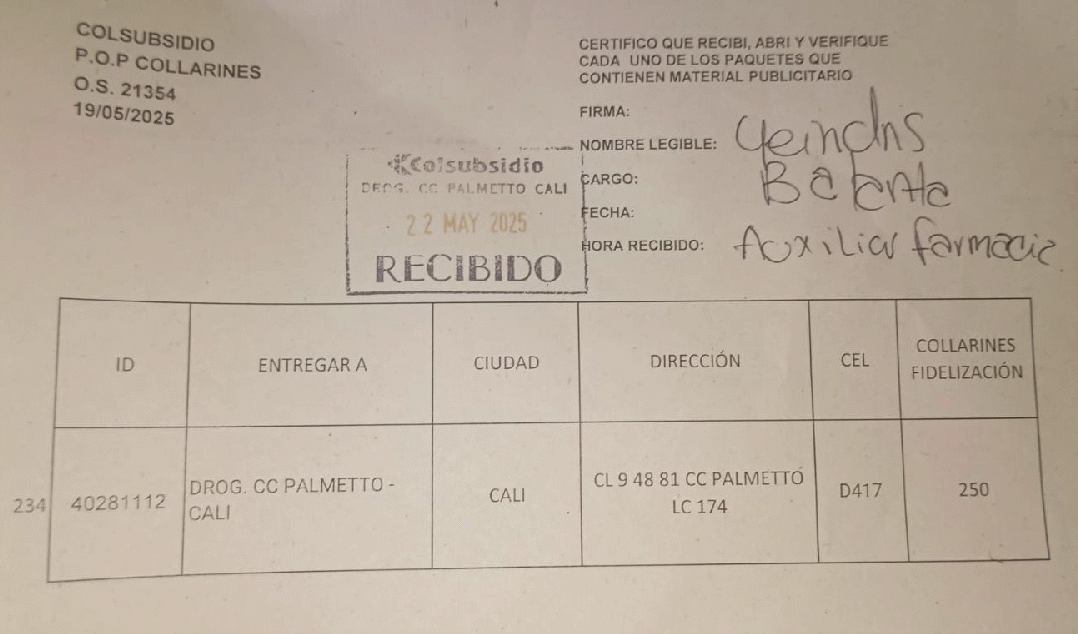 COLSUBSIDIO
P.O.P COLLARINES
O.S. 21354
19/05/2025
CERTIFICO QUE RECIBI, ABRI Y VERIFIQUE
CADA UNO DE LOS PAQUETES QUE
CONTIENEN MATERIAL PUBLICITARIO
FIRMA:
NOMBRE LEGIBLE:
CARGO:
FECHA:
HORA RECIBIDO: Auxiliar farmacia
Colsubsidio
DROG. CC PALMETTO CALI
22 MAY 2025
RECIBIDO
ID ENTREGAR A CIUDAD DIRECCIÓN CEL COLLARINES FIDELIZACIÓN
234 40281112 DROG. CC PALMETTO - CALI CALI CL 9 48 81 CC PALMETTO LC 174 D417 250